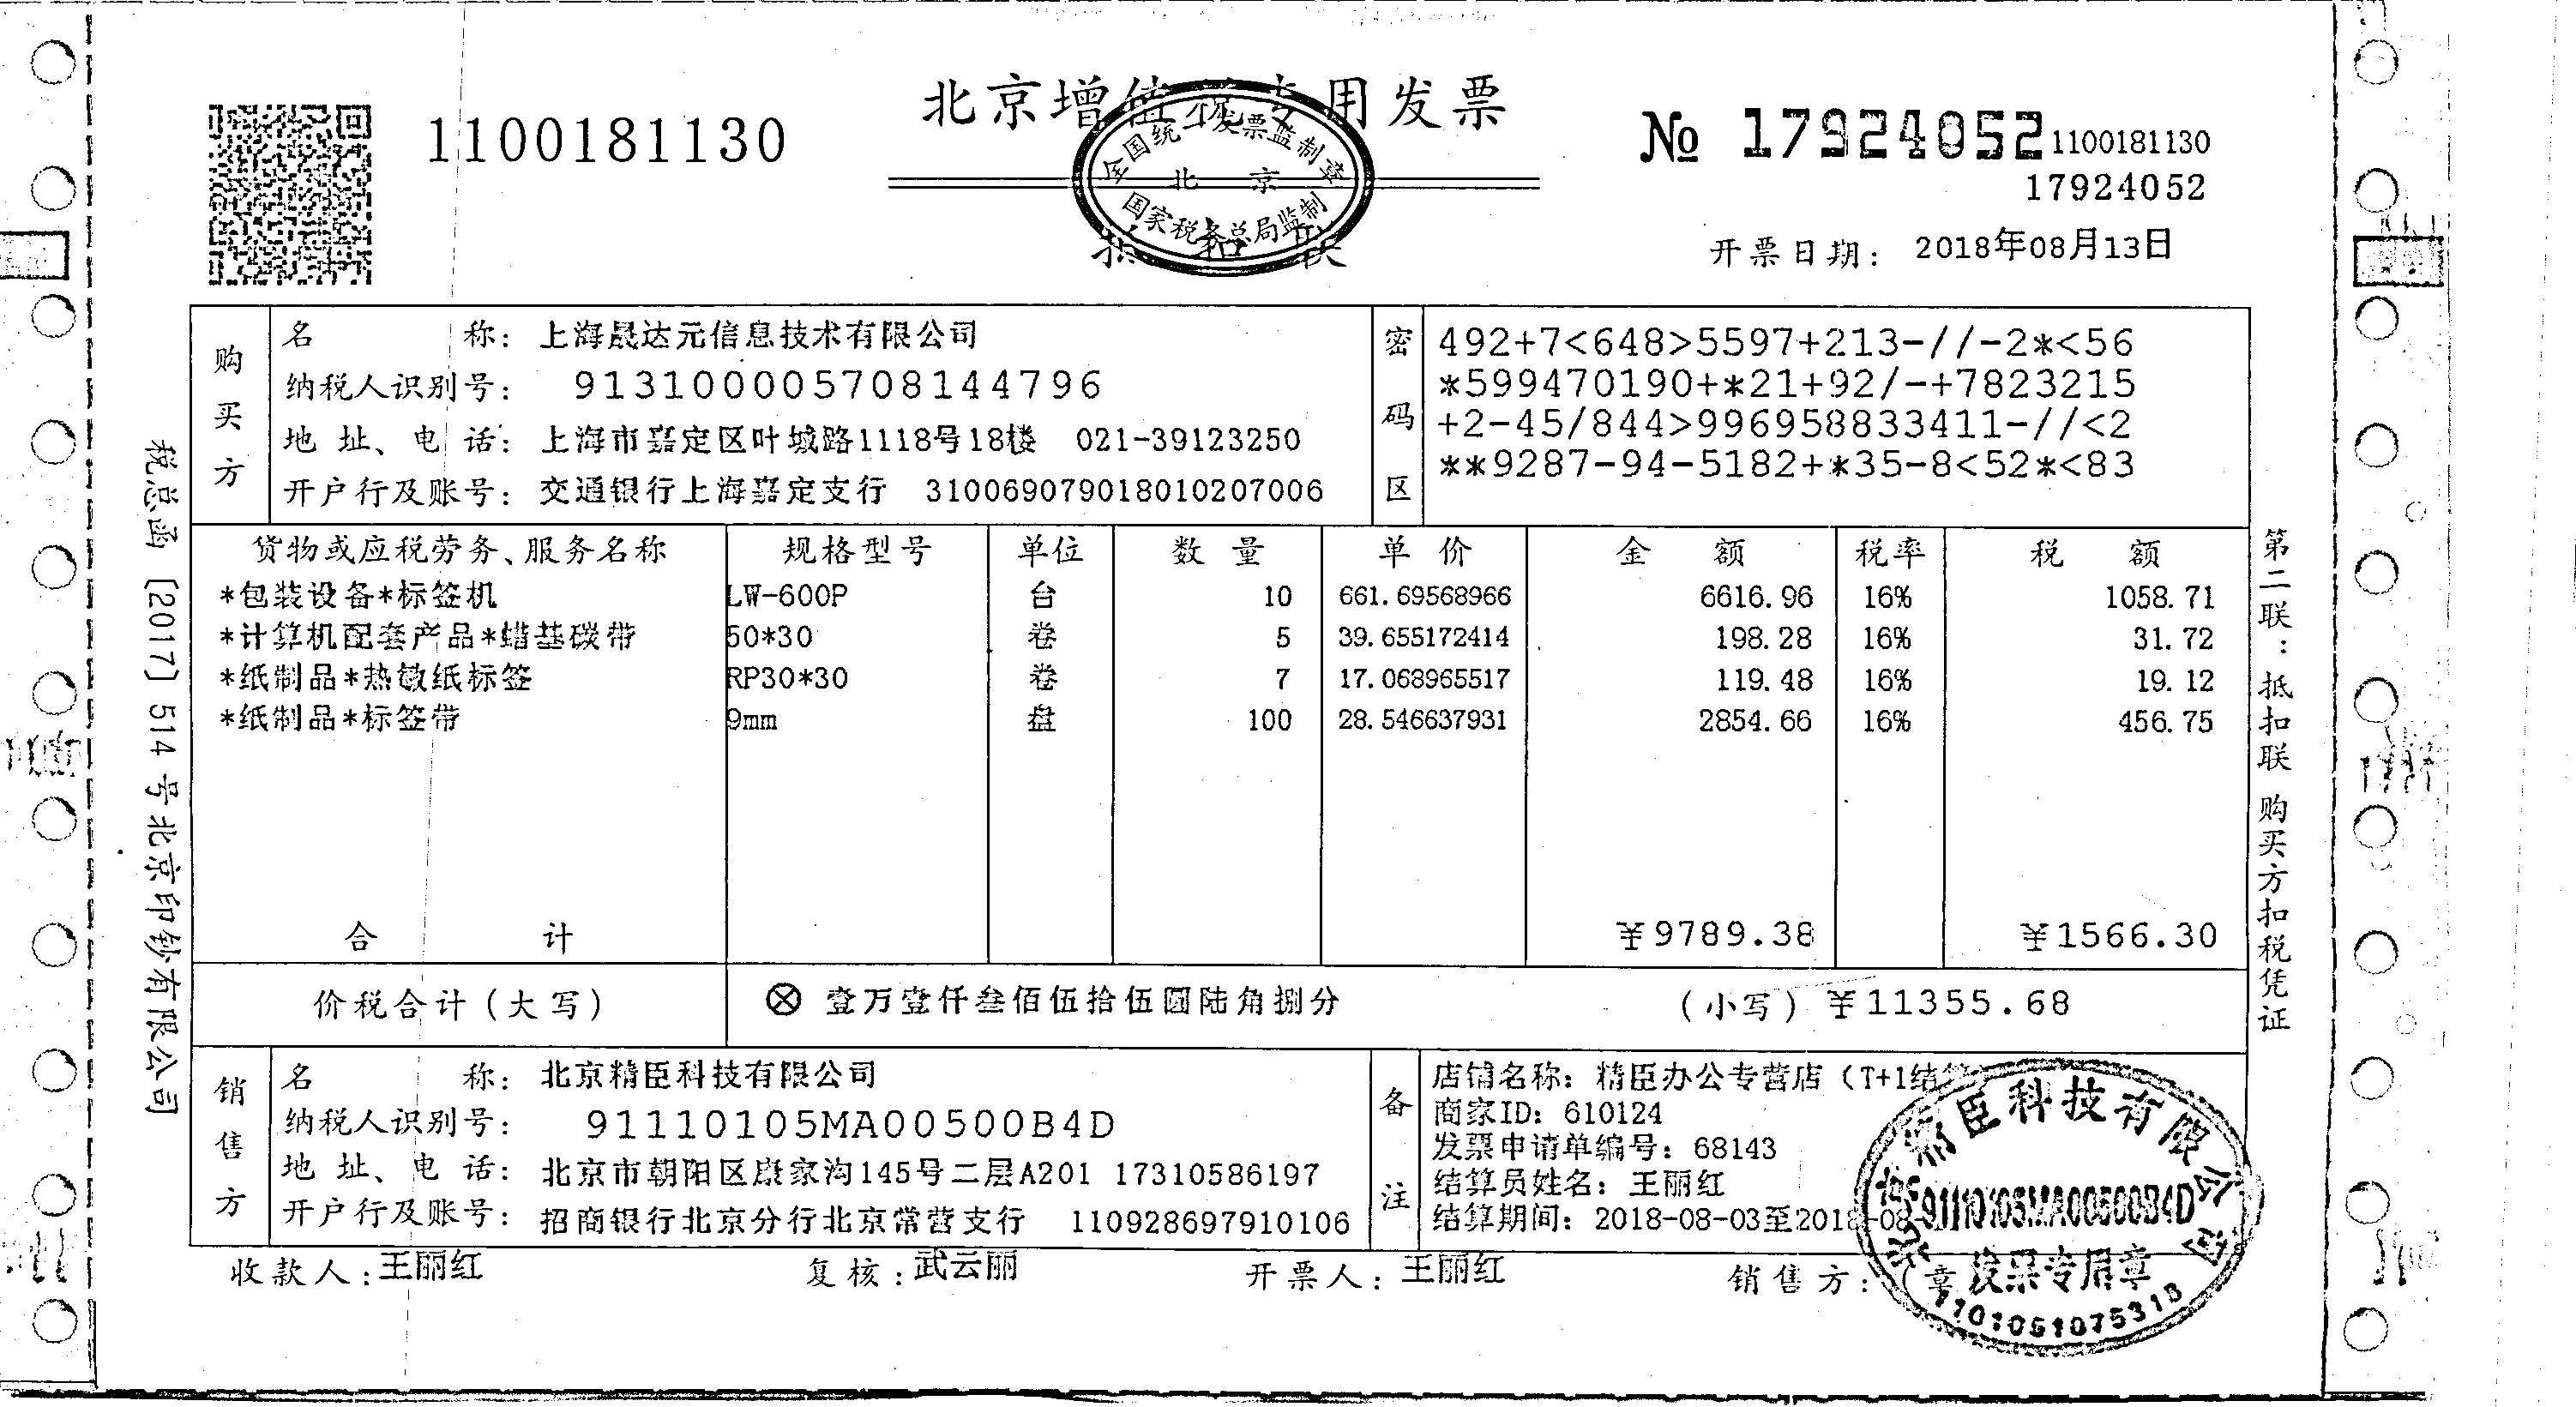 1100181130
北京增值税专用发票
№ 17924052
1100181130
17924052
全国统一发票监制章
北京
国家税务总局监制
抵扣联
开票日期: 2018年08月13日
税总函〔2017〕514号北京印钞有限公司
第二联:抵扣联 购买方扣税凭证
购买方
名 称: 上海晟达元信息技术有限公司
纳税人识别号: 913100005708144796
地 址、电 话: 上海市嘉定区叶城路1118号18楼 021-39123250
开户行及账号: 交通银行上海嘉定支行 310069079018010207006
密码区
492+7<648>5597+213-//-2*<56
*599470190+*21+92/-+7823215
+2-45/844>996958833411-//<2
**9287-94-5182+*35-8<52*<83
货物或应税劳务、服务名称 规格型号 单位 数 量 单 价 金 额 税率 税 额
*包装设备*标签机 LW-600P 台 10 661.69568966 6616.96 16% 1058.71
*计算机配套产品*蜡基碳带 50*30 卷 5 39.655172414 198.28 16% 31.72
*纸制品*热敏纸标签 RP30*30 卷 7 17.068965517 119.48 16% 19.12
*纸制品*标签带 9mm 盘 100 28.546637931 2854.66 16% 456.75
合 计 ¥9789.38 ¥1566.30
价税合计(大写) ⊗ 壹万壹仟叁佰伍拾伍圆陆角捌分 (小写) ¥11355.68
销售方
名 称: 北京精臣科技有限公司
纳税人识别号: 91110105MA00500B4D
地 址、电 话: 北京市朝阳区康家沟145号二层A201 17310586197
开户行及账号: 招商银行北京分行北京常营支行 110928697910106
备注
店铺名称: 精臣办公专营店(T+1结
商家ID: 610124
发票申请单编号: 68143
结算员姓名: 王丽红
结算期间: 2018-08-03至2018-08-
收款人:王丽红 复核:武云丽 开票人:王丽红 销售方:(章
北京精臣科技有限公司
91110105MA00500B4D
发票专用章
1101051075313